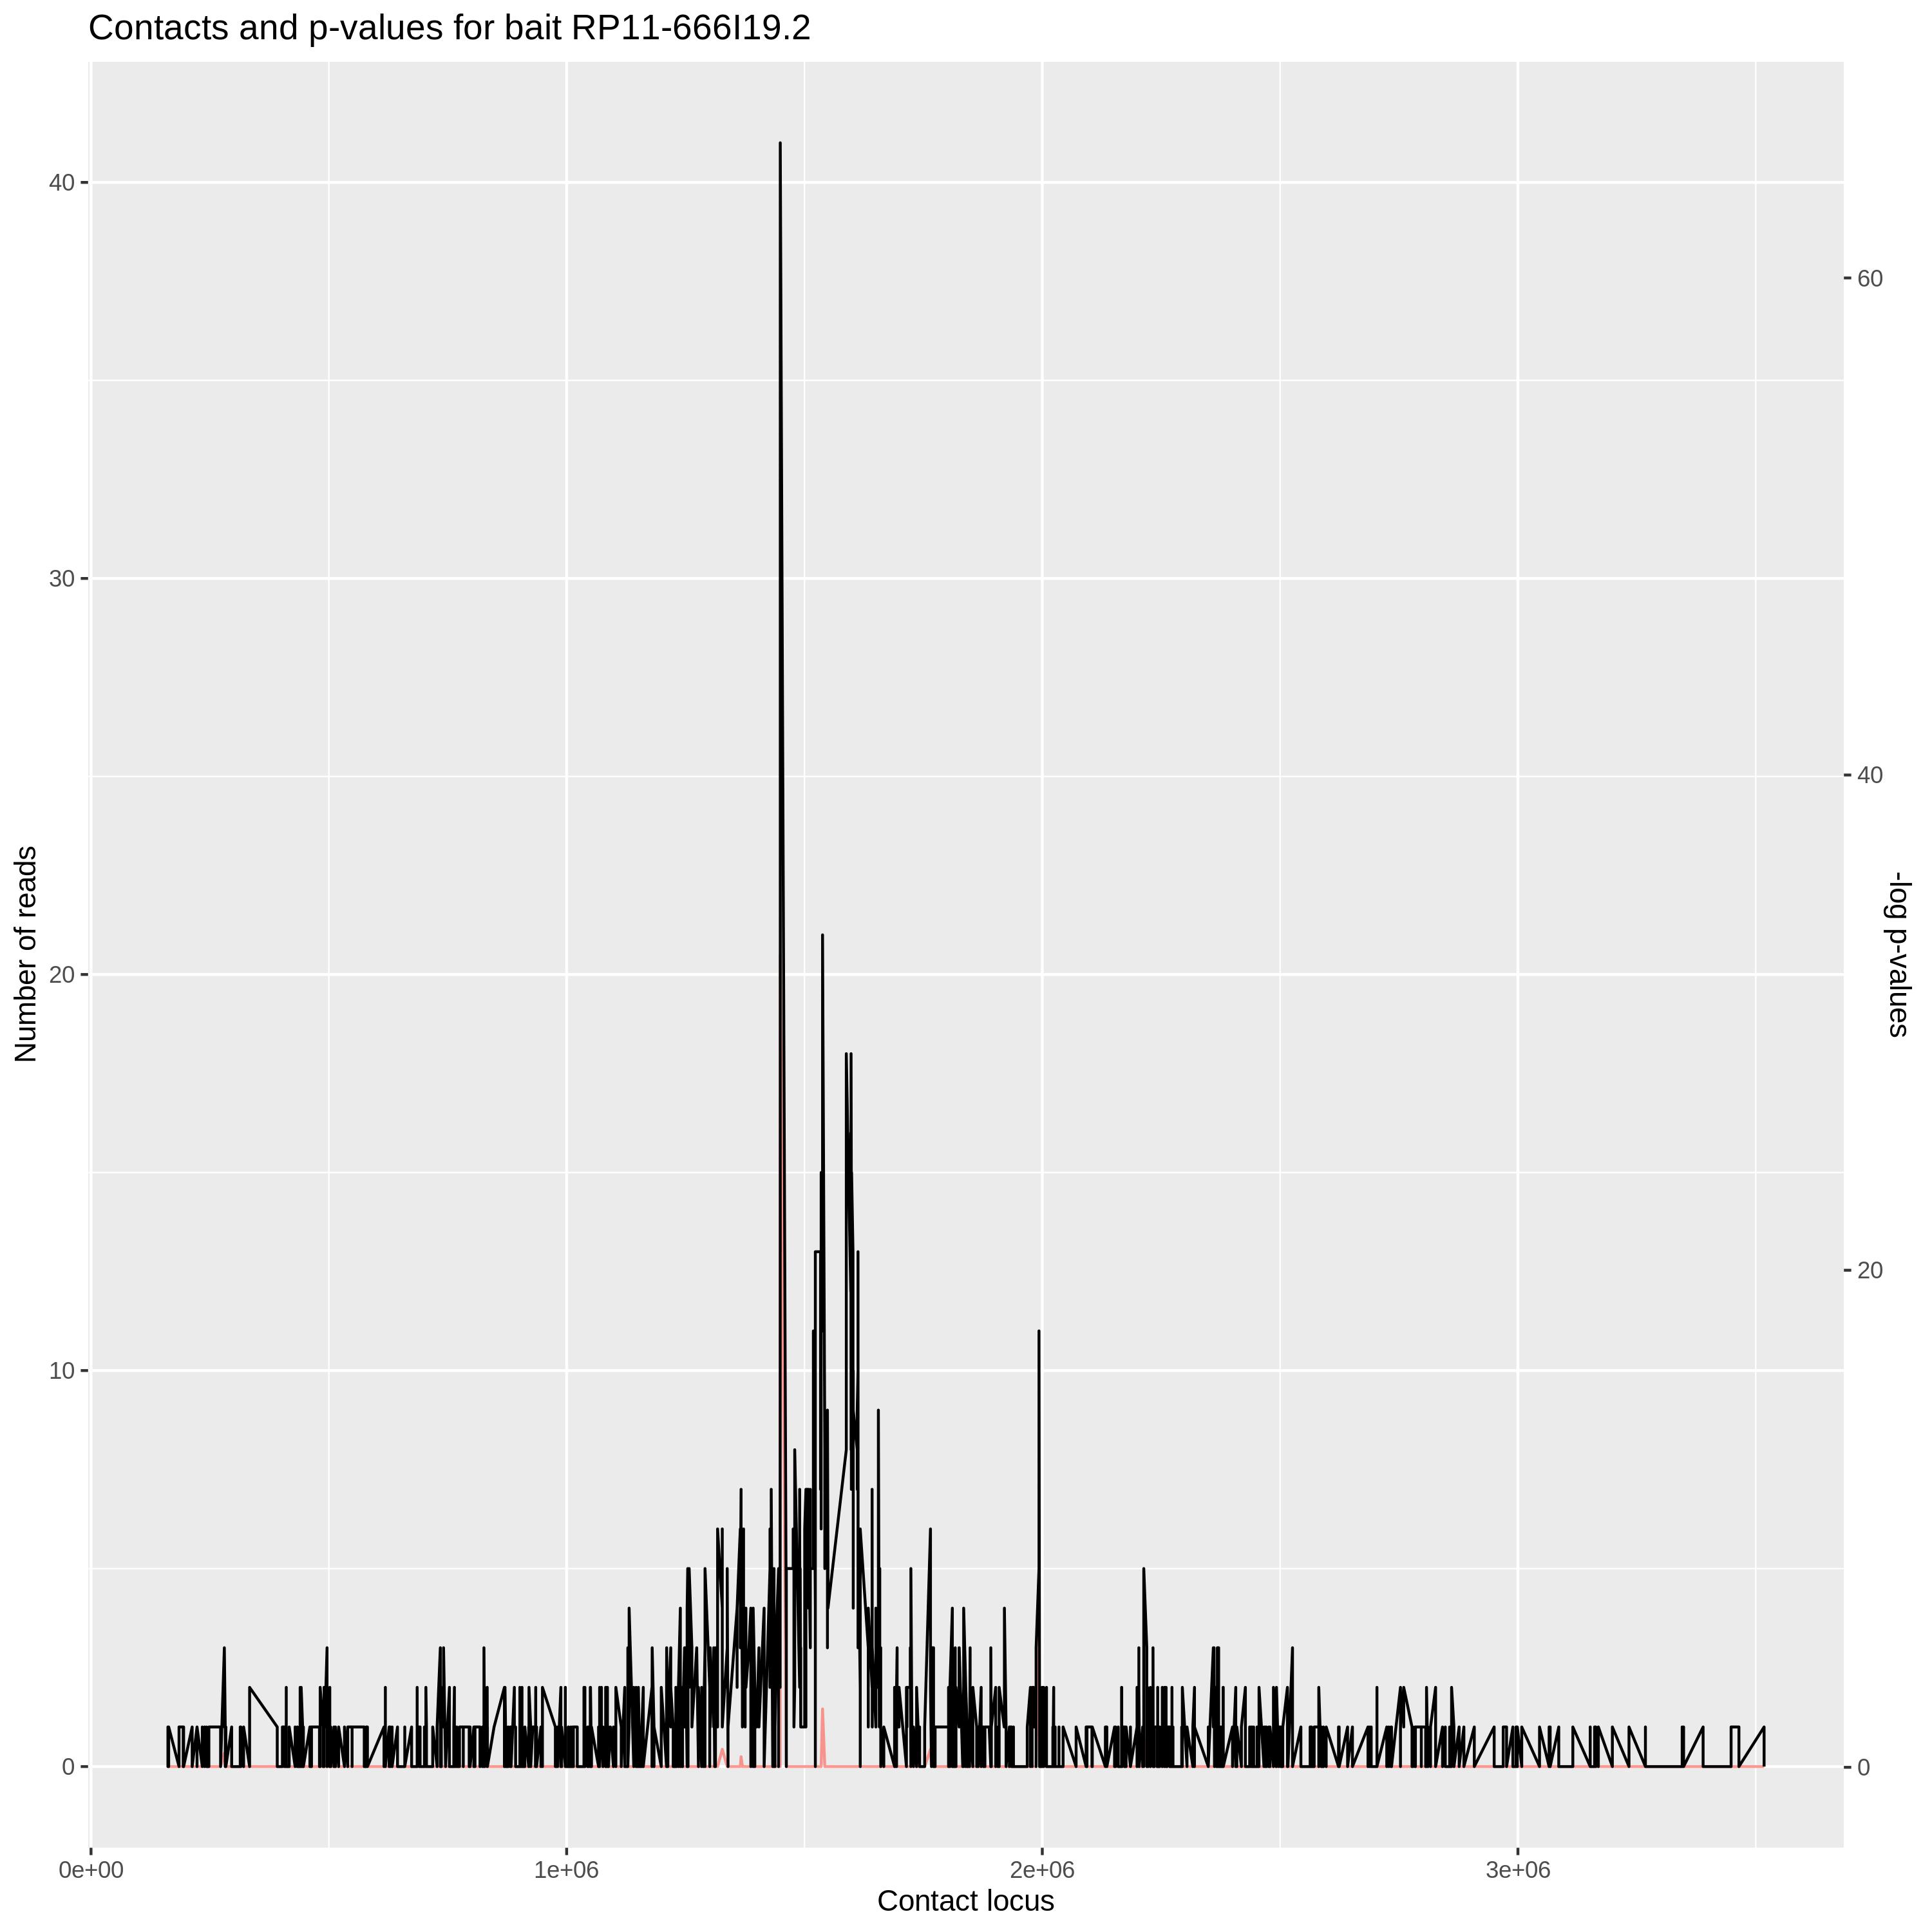 Contacts and p-values for bait RP11-666I19.2
40
30
20
10
0
Number of reads
60
40
20
0
-log p-values
0e+00
1e+06
2e+06
3e+06
Contact locus